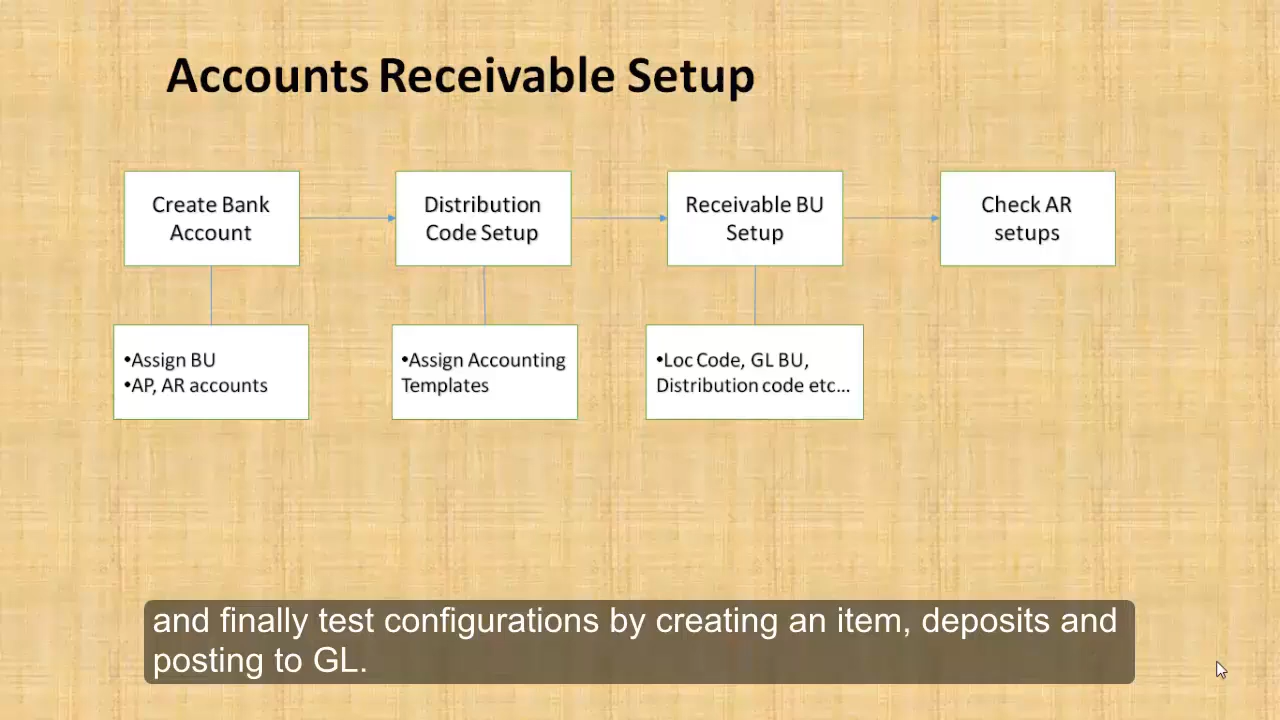 Accounts Receivable Setup
Create Bank
Account
Distribution
Code Setup
Receivable BU
Setup
Check AR
setups
•Assign BU
•AP, AR accounts
•Assign Accounting
Templates
•Loc Code, GL BU,
Distribution code etc...
and finally test configurations by creating an item, deposits and
posting to GL.